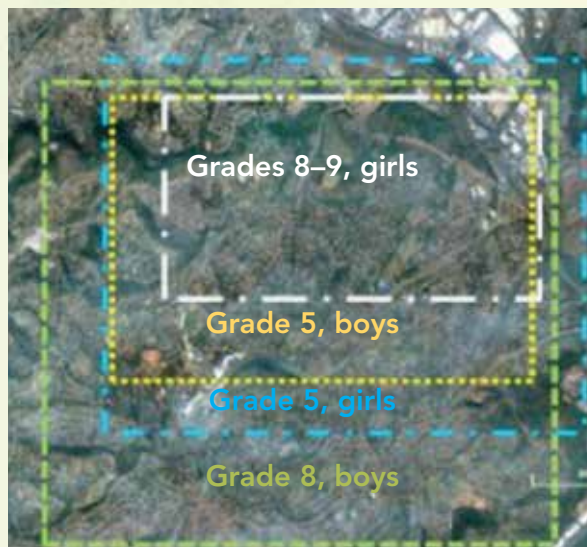 Grades 8–9, girls
Grade 5, boys
Grade 5, girls
Grade 8, boys